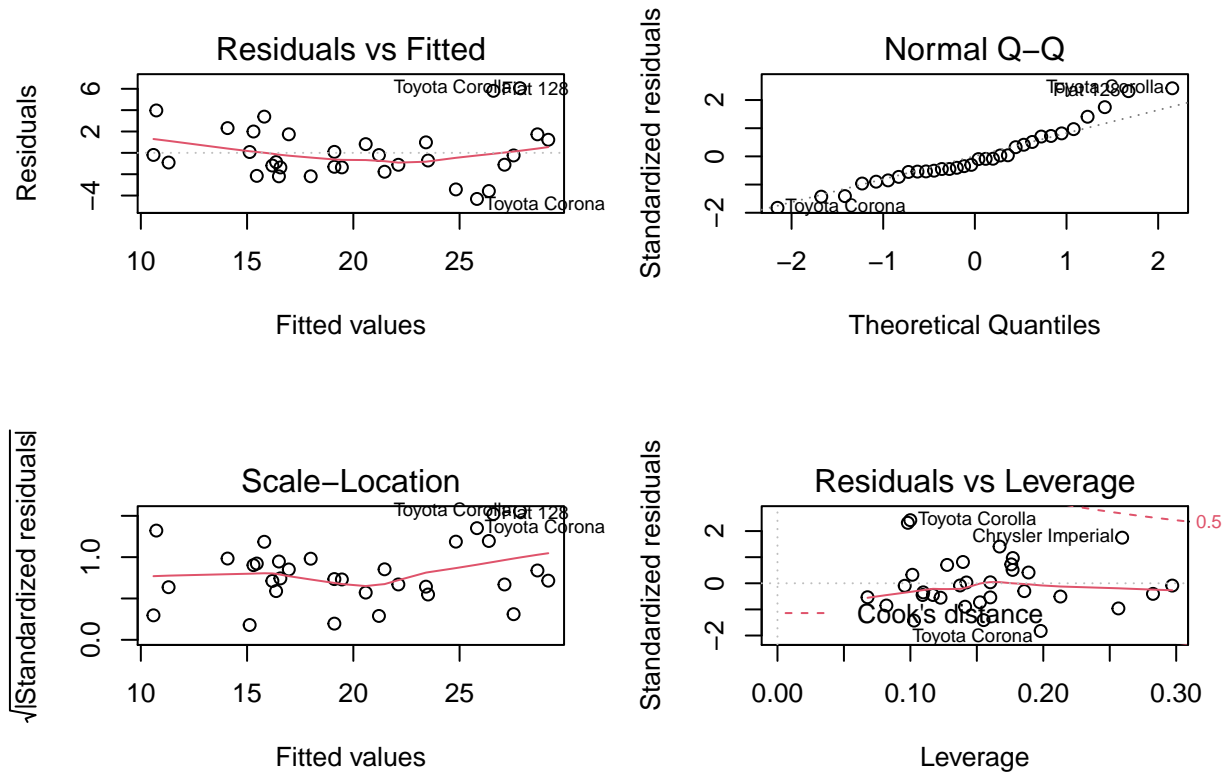 Residuals vs Fitted
Residuals
6
2
−4
Toyota Corolla
Fiat 128
Toyota Corona
10
15
20
25
Fitted values
Normal Q−Q
Standardized residuals
2
0
−2
Toyota Corolla
Fiat 128
Toyota Corona
−2
−1
0
1
2
Theoretical Quantiles
Scale−Location
√|Standardized residuals|
1.0
0.0
Toyota Corolla
Fiat 128
Toyota Corona
10
15
20
25
Fitted values
Residuals vs Leverage
Standardized residuals
2
0
−2
Toyota Corolla
Chrysler Imperial
0.5
Cook's distance
Toyota Corona
0.00
0.10
0.20
0.30
Leverage